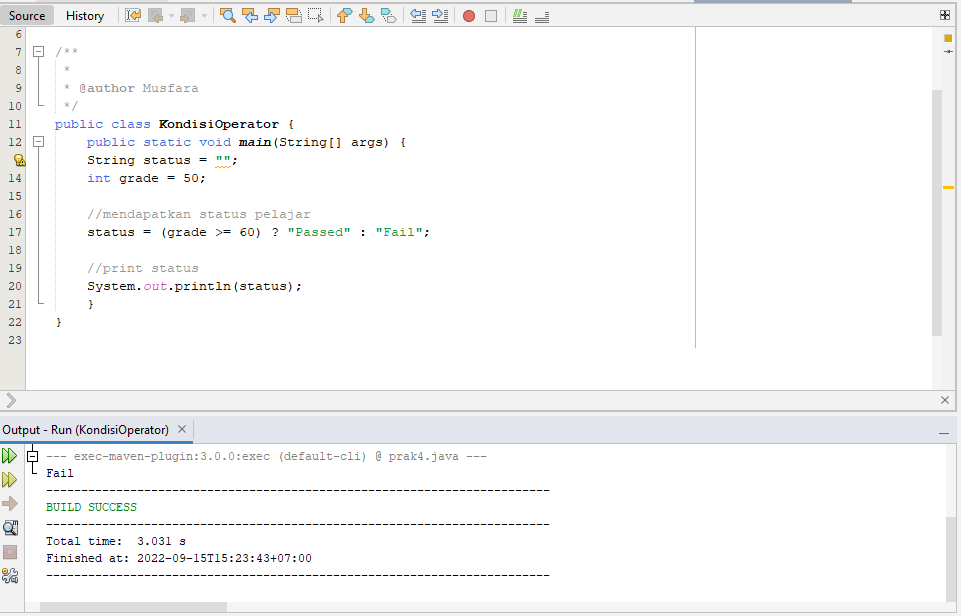 Source History
6
7 /**
8 *
9 * @author Musfara
10 */
11 public class KondisiOperator {
12 public static void main(String[] args) {
String status = "";
14 int grade = 50;
15
16 //mendapatkan status pelajar
17 status = (grade >= 60) ? "Passed" : "Fail";
18
19 //print status
20 System.out.println(status);
21 }
22 }
23
Output - Run (KondisiOperator)
--- exec-maven-plugin:3.0.0:exec (default-cli) @ prak4.java ---
Fail
------------------------------------------------------------------------
BUILD SUCCESS
------------------------------------------------------------------------
Total time: 3.031 s
Finished at: 2022-09-15T15:23:43+07:00
------------------------------------------------------------------------